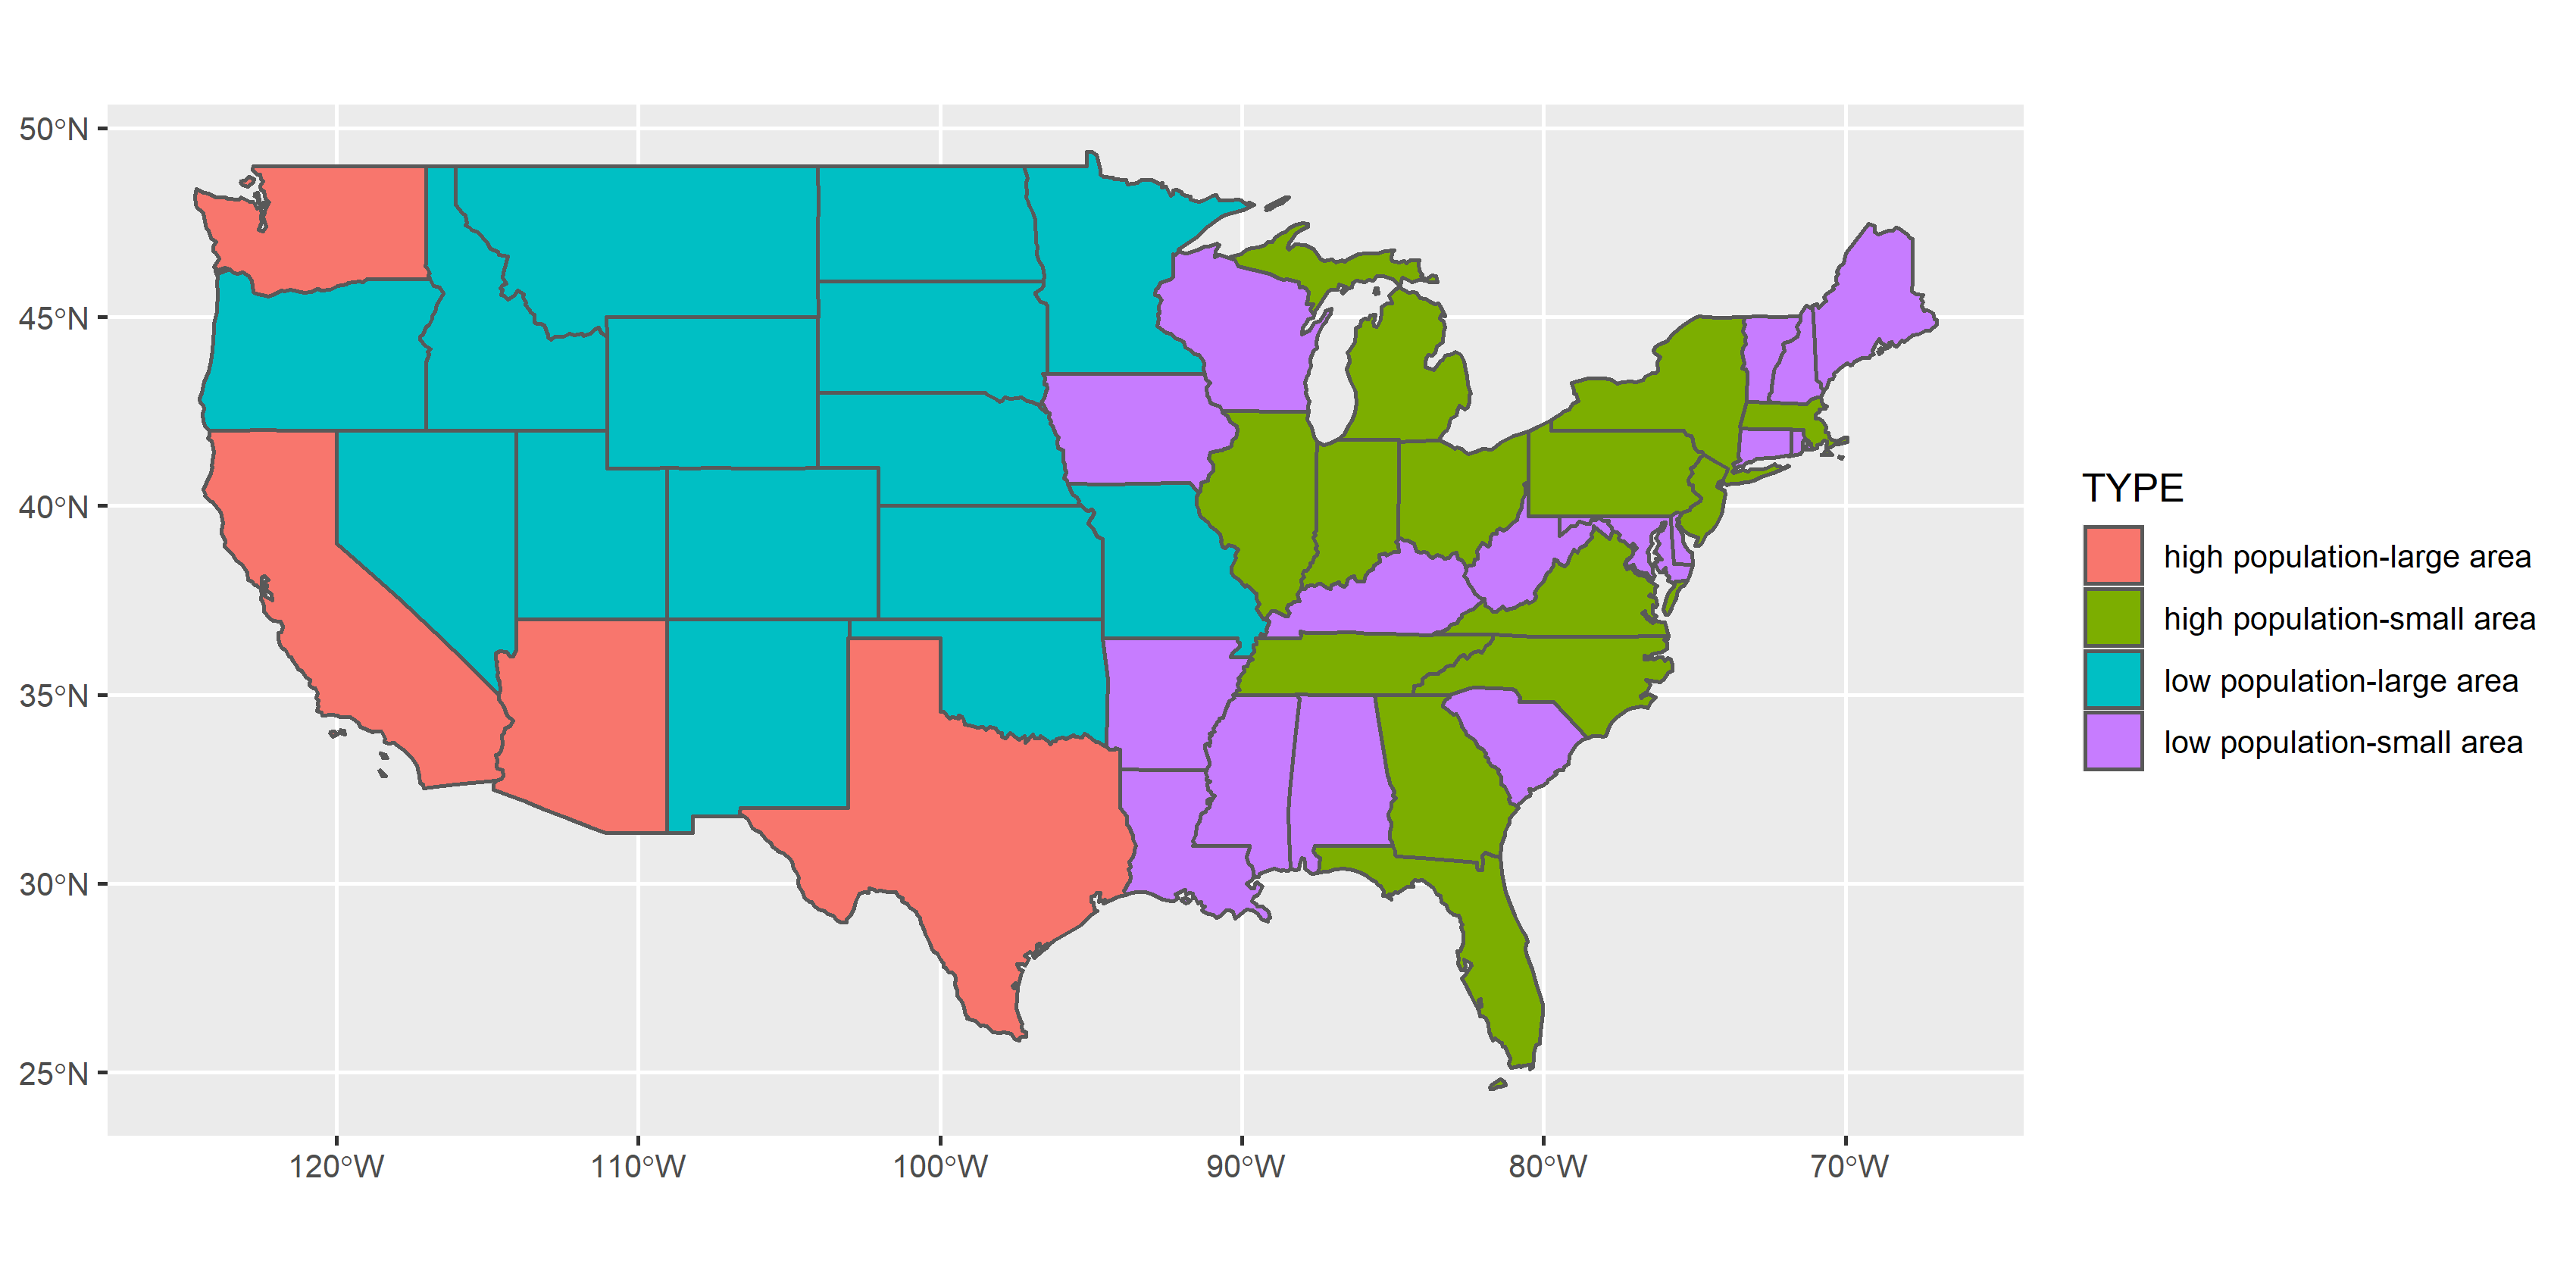 50°N
45°N
40°N
35°N
30°N
25°N
120°W
110°W
100°W
90°W
80°W
70°W
TYPE
high population-large area
high population-small area
low population-large area
low population-small area